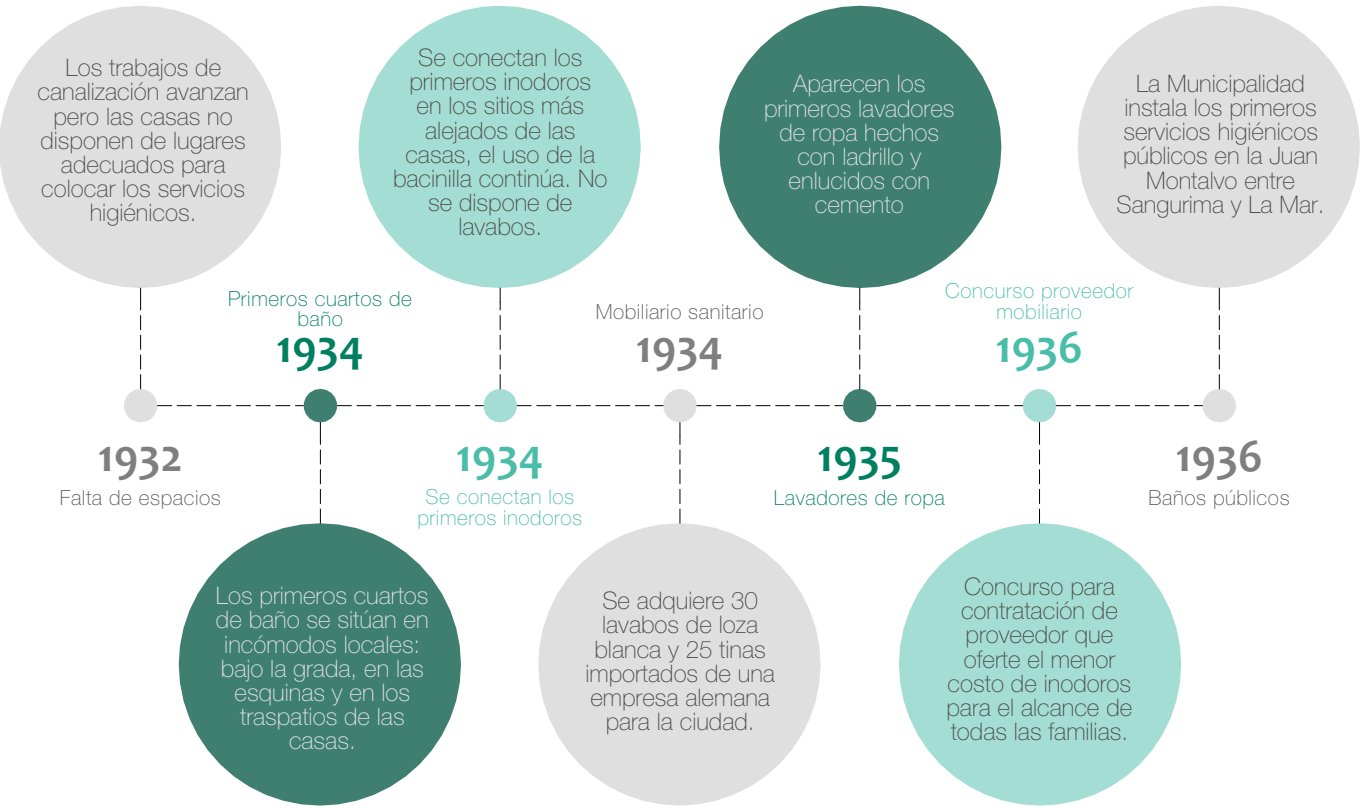 Los trabajos de
canalización avanzan
pero las casas no
disponen de lugares
adecuados para
colocar los servicios
higiénicos.
1932
Falta de espacios
Primeros cuartos de
baño
1934
Los primeros cuartos
de baño se sitúan en
incómodos locales:
bajo la grada, en las
esquinas y en los
traspatios de las
casas.
Se conectan los
primeros inodoros
en los sitios más
alejados de las
casas, el uso de la
bacinilla continúa. No
se dispone de
lavabos.
1934
Se conectan los
primeros inodoros
Mobiliario sanitario
1934
Se adquiere 30
lavabos de loza
blanca y 25 tinas
importados de una
empresa alemana
para la ciudad.
Aparecen los
primeros lavadores
de ropa hechos
con ladrillo y
enlucidos con
cemento
1935
Lavadores de ropa
Concurso proveedor
mobiliario
1936
Concurso para
contratación de
proveedor que
oferte el menor
costo de inodoros
para el alcance de
todas las familias.
La Municipalidad
instala los primeros
servicios higiénicos
públicos en la Juan
Montalvo entre
Sangurima y La Mar.
1936
Baños públicos